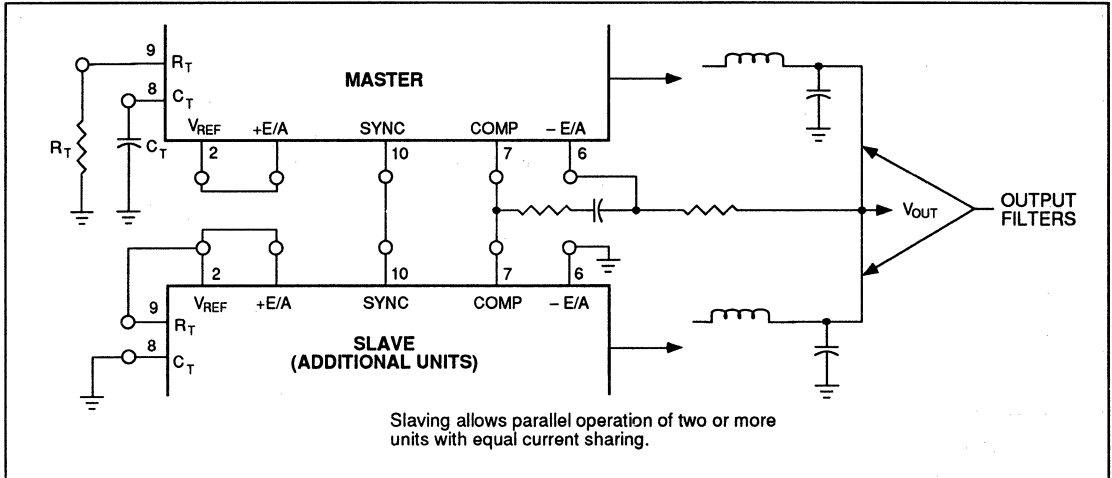 9
R_T
8
C_T
MASTER
V_REF
+E/A
SYNC
COMP
– E/A
2
10
7
6
R_T
C_T
V_OUT
OUTPUT
FILTERS
2
10
7
6
V_REF
+E/A
SYNC
COMP
– E/A
9
R_T
8
C_T
SLAVE
(ADDITIONAL UNITS)
Slaving allows parallel operation of two or more
units with equal current sharing.